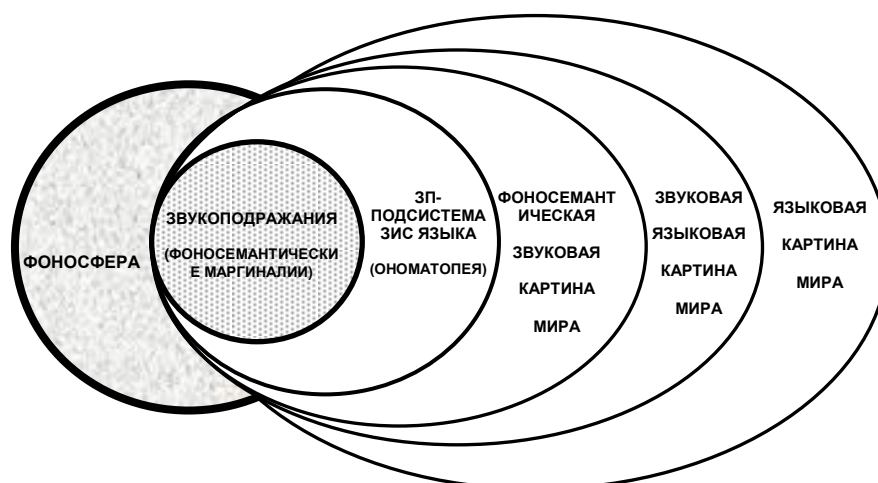 ФОНОСФЕРА
ЗВУКОПОДРАЖАНИЯ
(ФОНОСЕМАНТИЧЕСКИ
Е МАРГИНАЛИИ)
ЗП-
ПОДСИСТЕМА
ЗИС ЯЗЫКА
(ОНОМАТОПЕЯ)
ФОНОСЕМАНТ
ИЧЕСКАЯ
ЗВУКОВАЯ
КАРТИНА
МИРА
ЗВУКОВАЯ
ЯЗЫКОВАЯ
КАРТИНА
МИРА
ЯЗЫКОВАЯ
КАРТИНА
МИРА